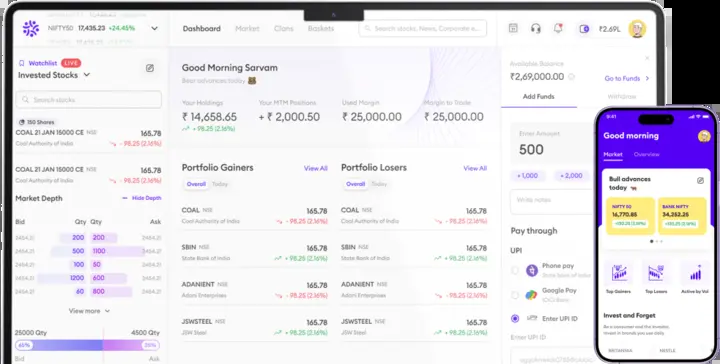 NIFTY50 17,435.23 +24.45%
Dashboard Market Clans Baskets
Search stocks, News, Corporate e...
₹2.69L
Watchlist LIVE
Invested Stocks
Search stocks
150 Shares
COAL 21 JAN 15000 CE NSE 165.78
Coal Authority of India - 98.25 (2.16%)
COAL 21 JAN 15000 CE NSE 165.78
Coal Authority of India - 98.25 (2.16%)
Market Depth Hide Depth
Bid Qty Qty Ask
2454.21 200 200 2454.21
2454.21 500 1100 2454.21
2454.21 100 50 2454.21
2454.21 1200 600 2454.21
2454.21 60 800 2454.21
View more
25000 Qty 4500 Qty
65%
Bid Ask
Good Morning Sarvam
Bear advances today
Your Holdings Your MTM Positions Used Margin Margin to Trade
₹ 14,658.65 + ₹ 2,000.50 ₹ 25,000.00 ₹ 25,000.00
+ 98.25 (2.16%)
Portfolio Gainers View All
Overall Today
COAL NSE 165.78
Coal Authority of India - 98.25 (2.16%)
SBIN NSE 165.78
State Bank of India + 98.25 (2.16%)
ADANIENT NSE 165.78
Adani Enterprises - 98.25 (2.16%)
JSWSTEEL NSE 165.78
JSW Steel - 98.25 (2.16%)
Portfolio Losers View All
Overall Today
COAL NSE 165.78
Coal Authority of India - 98.25 (2.16%)
SBIN NSE 165.78
State Bank of India + 98.25 (2.16%)
ADANIENT NSE 165.78
Adani Enterprises - 98.25 (2.16%)
JSWSTEEL NSE 165.78
JSW Steel - 98.25 (2.16%)
Available Balance
₹2,69,000.00 Go to Funds
Add Funds Withdraw
Enter Amount
500
+ 1,000 + 2,000
Write notes
Pay through
UPI
Phone pay
State Bank of India
Google Pay
ICICI Bank
Enter UPI ID
Enter UPI ID
9:41
Good morning
Market Overview
Bull advances
today
NIFTY 50
16,770.85
BANK NIFTY
34,252.25
Top Gainers Top Losers Active by Vol
Invest and Forget
Be a consumer and the investor.
Invest in brands you use daily.
BRITANNIA NESTLE